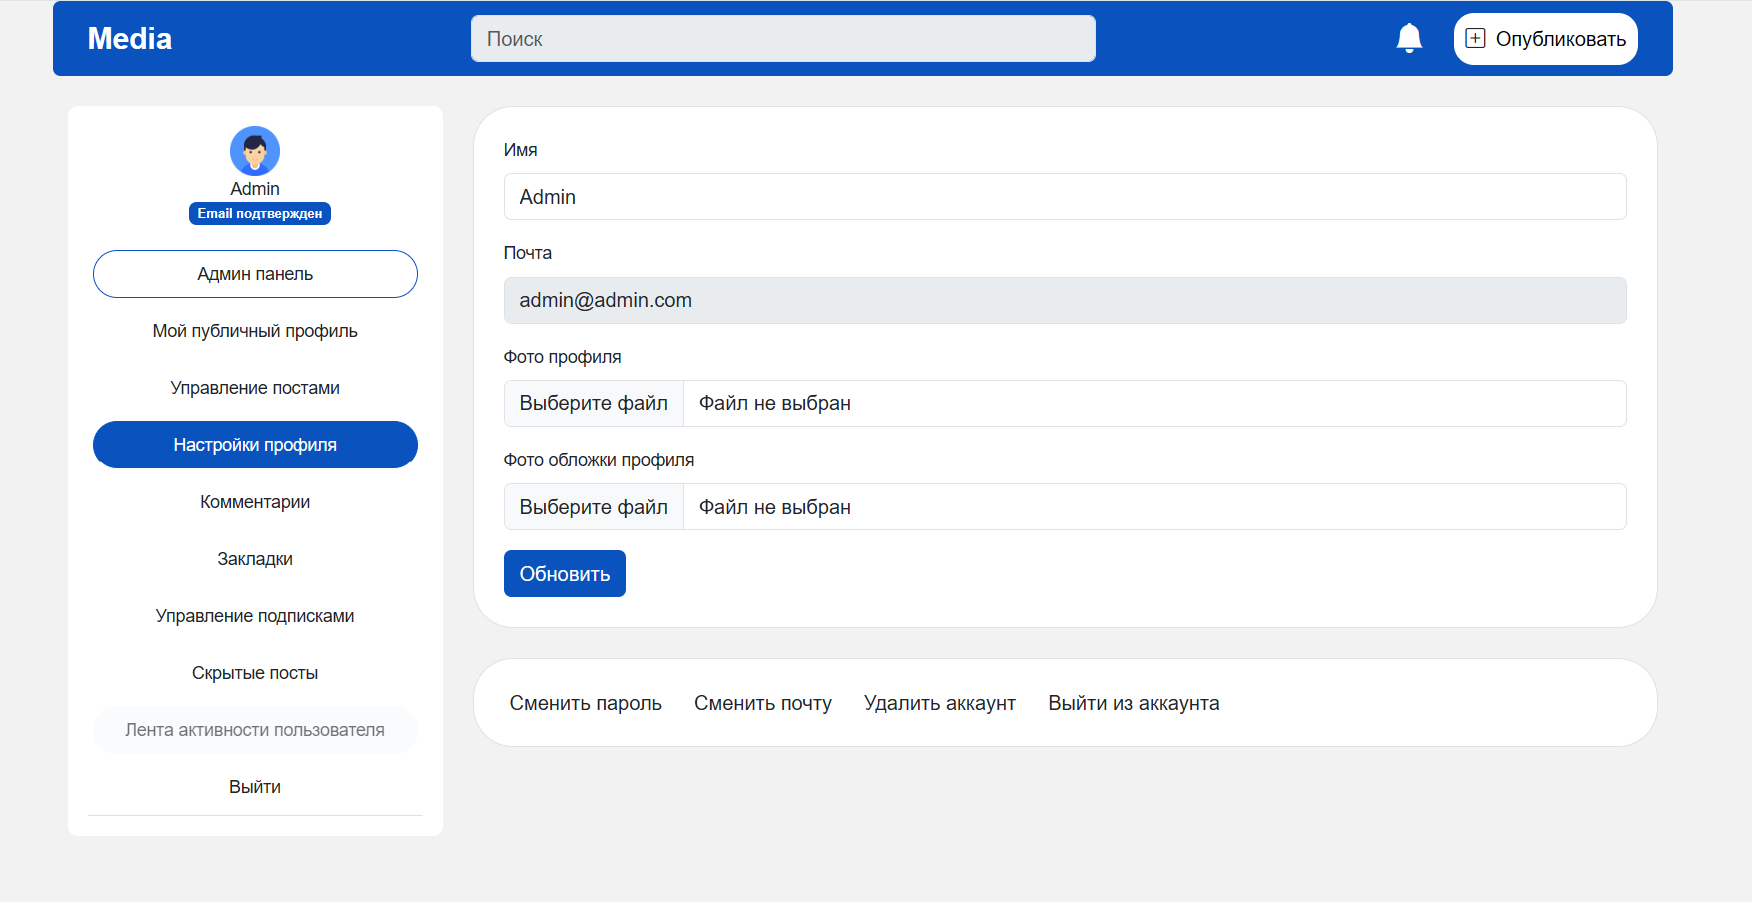 Media
Поиск
Опубликовать
Admin
Email подтвержден
Админ панель
Мой публичный профиль
Управление постами
Настройки профиля
Комментарии
Закладки
Управление подписками
Скрытые посты
Лента активности пользователя
Выйти
Имя
Admin
Почта
admin@admin.com
Фото профиля
Выберите файл Файл не выбран
Фото обложки профиля
Выберите файл Файл не выбран
Обновить
Сменить пароль Сменить почту Удалить аккаунт Выйти из аккаунта